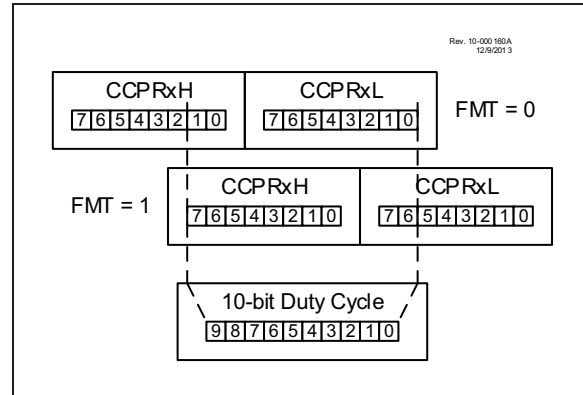 Rev. 10-000 160A
12/9/2013
CCPRxH CCPRxL
7 6 5 4 3 2 1 0 7 6 5 4 3 2 1 0 FMT = 0
CCPRxH CCPRxL
FMT = 1 7 6 5 4 3 2 1 0 7 6 5 4 3 2 1 0
10-bit Duty Cycle
9 8 7 6 5 4 3 2 1 0